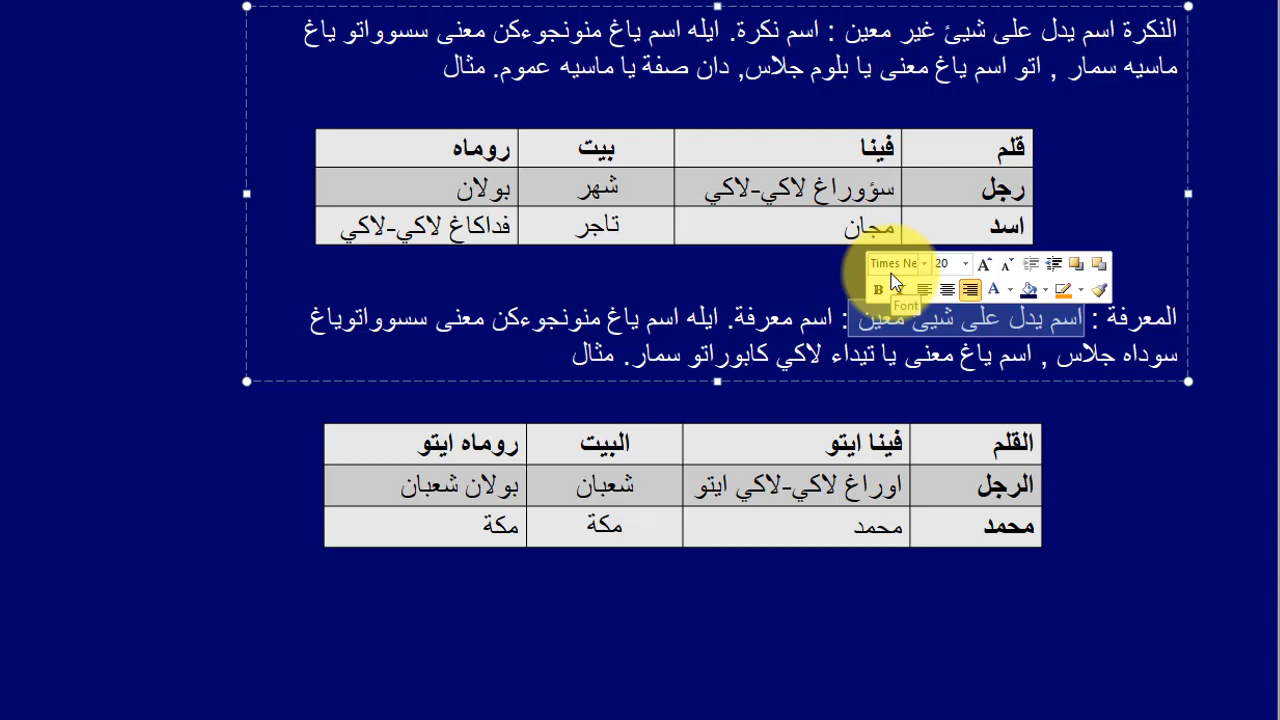 النكرة اسم يدل على شيئ غير معين : اسم نكرة. ايله اسم ياغ منونجوءكن معنى سسوواتو ياغ
ماسيه سمار , اتو اسم ياغ معنى يا بلوم جلاس, دان صفة يا ماسيه عموم. مثال
قلم فينا بيت روماه
رجل سؤوراغ لاكي-لاكي شهر بولان
اسد مجان تاجر فداكاغ لاكي-لاكي
Times Ne 20
Font
المعرفة : اسم يدل على شيئ معين : اسم معرفة. ايله اسم ياغ منونجوءكن معنى سسوواتوياغ
سوداه جلاس , اسم ياغ معنى يا تيداء لاكي كابوراتو سمار. مثال
القلم فينا ايتو البيت روماه ايتو
الرجل اوراغ لاكي-لاكي ايتو شعبان بولان شعبان
محمد محمد مكة مكة